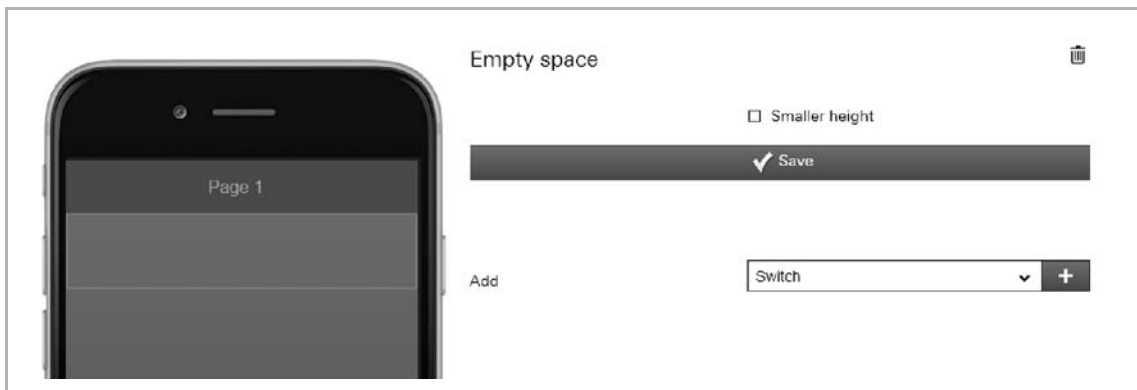 Empty space
Smaller height
Save
Page 1
Add
Switch